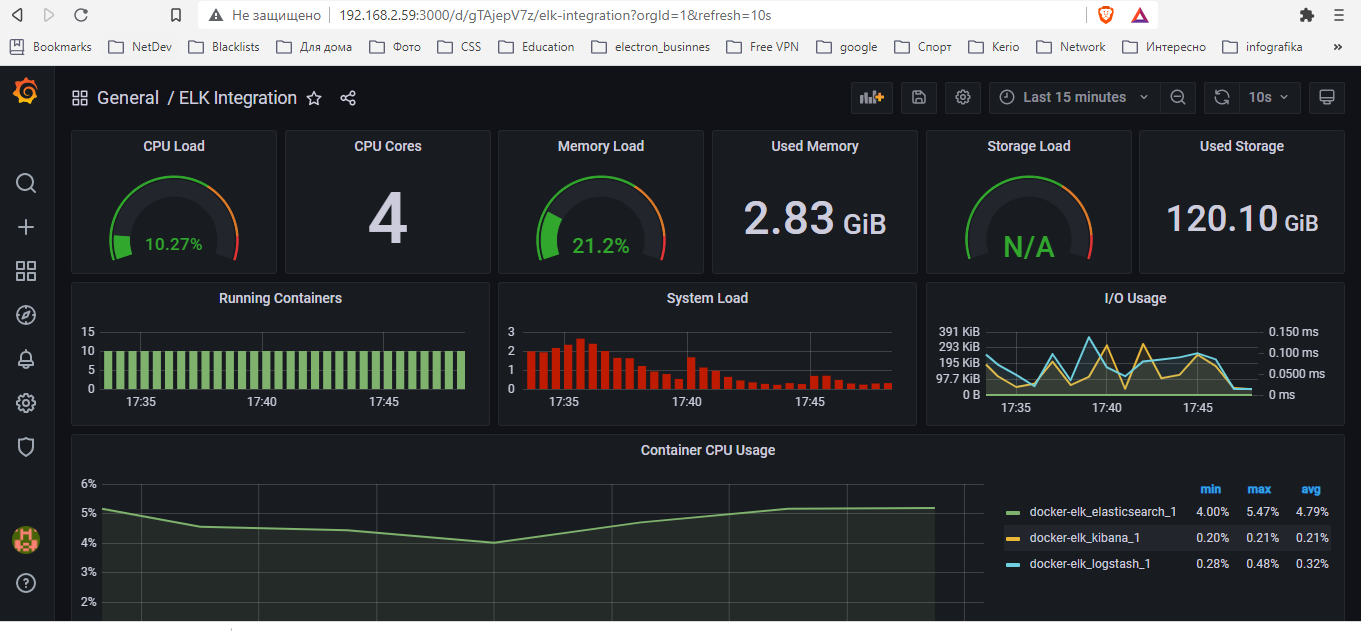 Не защищено 192.168.2.59:3000/d/gTAjepV7z/elk-integration?orgId=1&refresh=10s
Bookmarks NetDev Blacklists Для дома Фото CSS Education electron_businnes Free VPN google Спорт Kerio Network Интересно infografika »
General / ELK Integration Last 15 minutes 10s
CPU Load CPU Cores Memory Load Used Memory Storage Load Used Storage
10.27% 4 21.2% 2.83 GiB N/A 120.10 GiB
Running Containers
15
10
5
0
17:35 17:40 17:45
System Load
3
2
1
0
17:35 17:40 17:45
I/O Usage
391 KiB 0.150 ms
293 KiB 0.100 ms
195 KiB 0.0500 ms
97.7 KiB
0 B 0 ms
17:35 17:40 17:45
Container CPU Usage
6%
5%
4%
3%
2%
min max avg
docker-elk_elasticsearch_1 4.00% 5.47% 4.79%
docker-elk_kibana_1 0.20% 0.21% 0.21%
docker-elk_logstash_1 0.28% 0.48% 0.32%